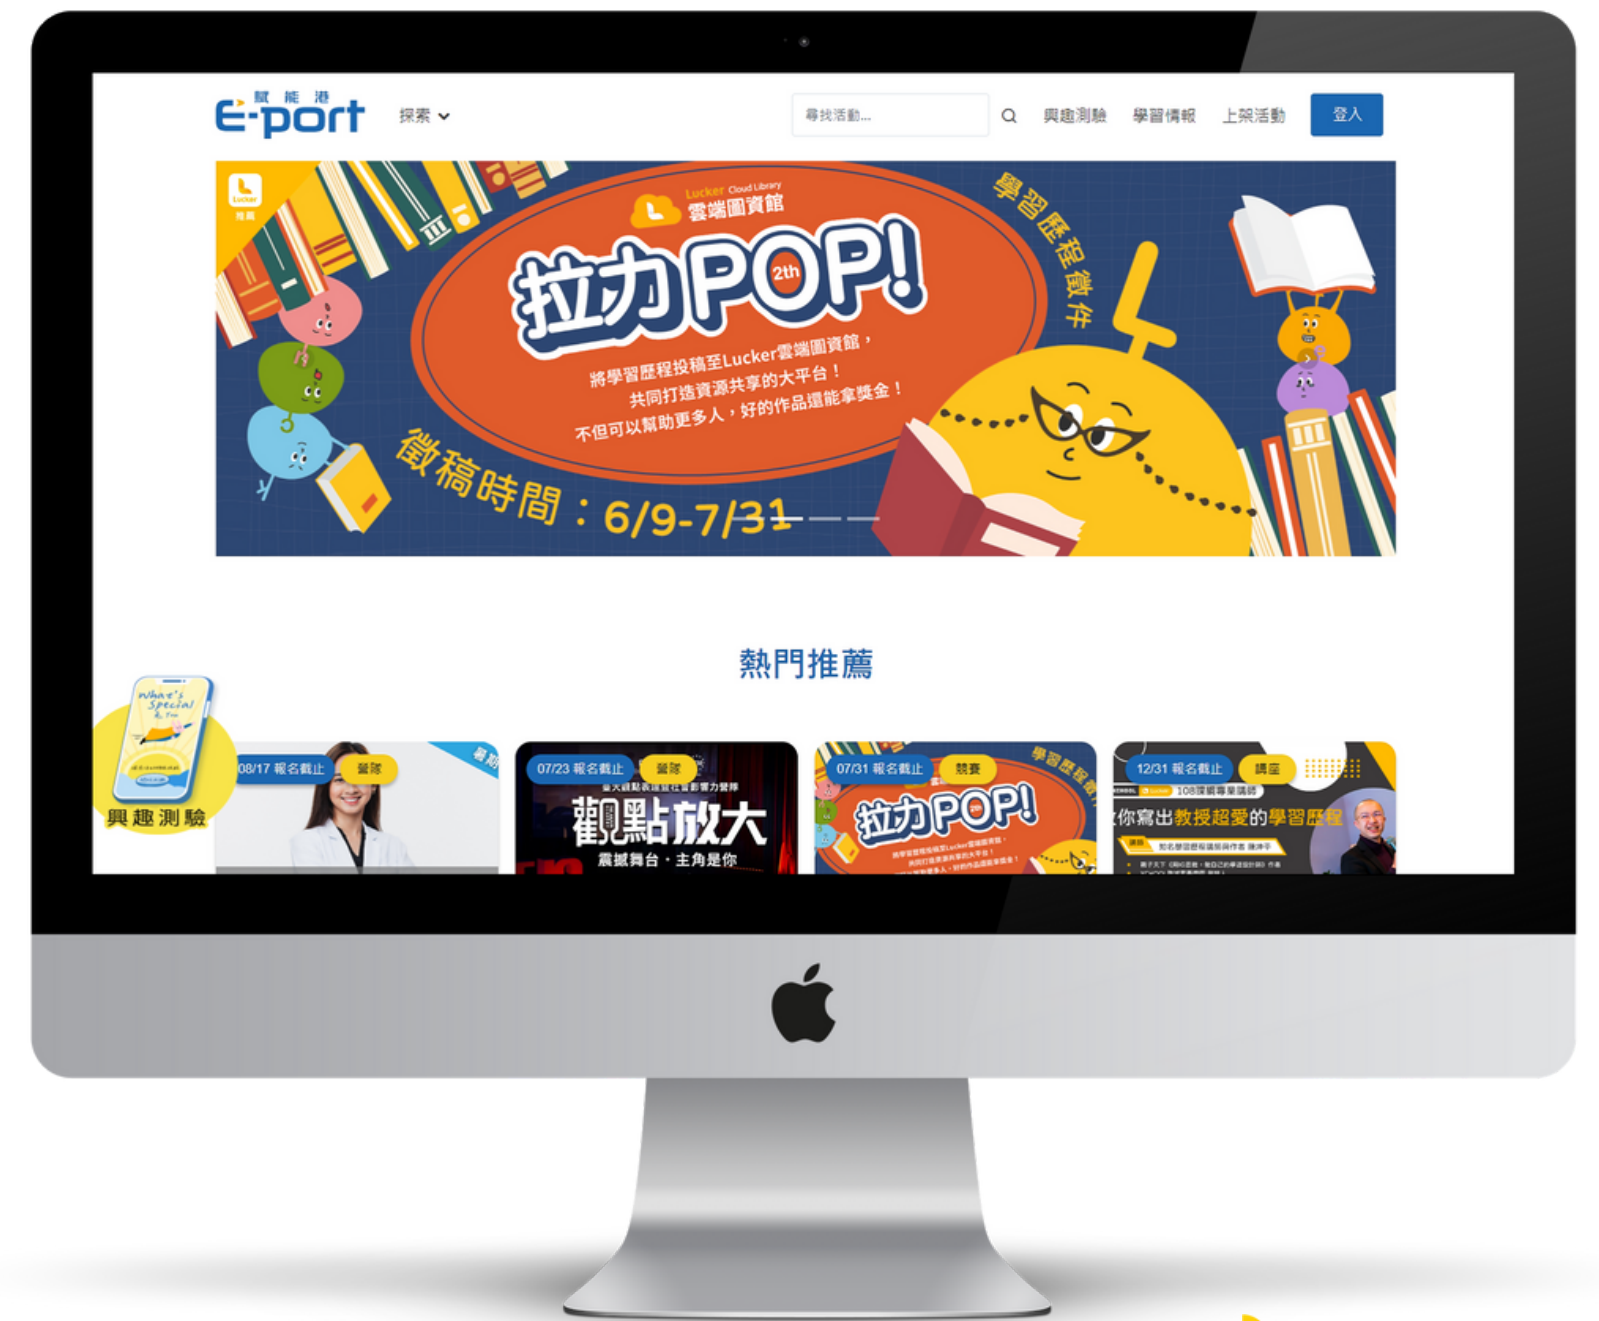 賦能港
E-port
探索
尋找活動...
興趣測驗
學習情報
上架活動
登入
Lucker
推薦
Lucker Cloud Library
雲端圖資館
拉力POP!
2th
將學習歷程投稿至Lucker雲端圖資館，
共同打造資源共享的大平台！
不但可以幫助更多人，好的作品還能拿獎金！
學習歷程徵件
徵稿時間：6/9-7/31
熱門推薦
What's
Special
興趣測驗
08/17 報名截止
營隊
暑期
07/23 報名截止
營隊
觀點放大
震撼舞台・主角是你
07/31 報名截止
競賽
學習歷程
拉力POP!
12/31 報名截止
講座
108課綱專業講師
你寫出教授超愛的學習歷程